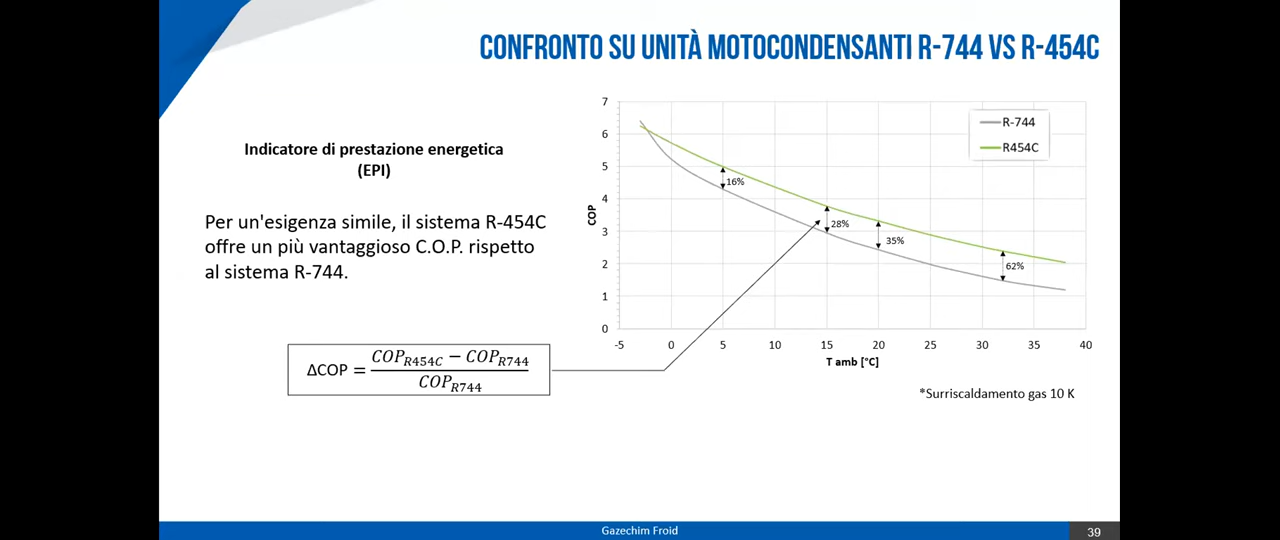 CONFRONTO SU UNITÀ MOTOCONDENSANTI R-744 VS R-454C
Indicatore di prestazione energetica
(EPI)
Per un'esigenza simile, il sistema R-454C
offre un più vantaggioso C.O.P. rispetto
al sistema R-744.
ΔCOP = (COP_R454C − COP_R744) / COP_R744
7
6
5
4
3
2
1
0
COP
-5 0 5 10 15 20 25 30 35 40
T amb [°C]
R-744
R454C
16%
28%
35%
62%
*Surriscaldamento gas 10 K
Gazechim Froid
39